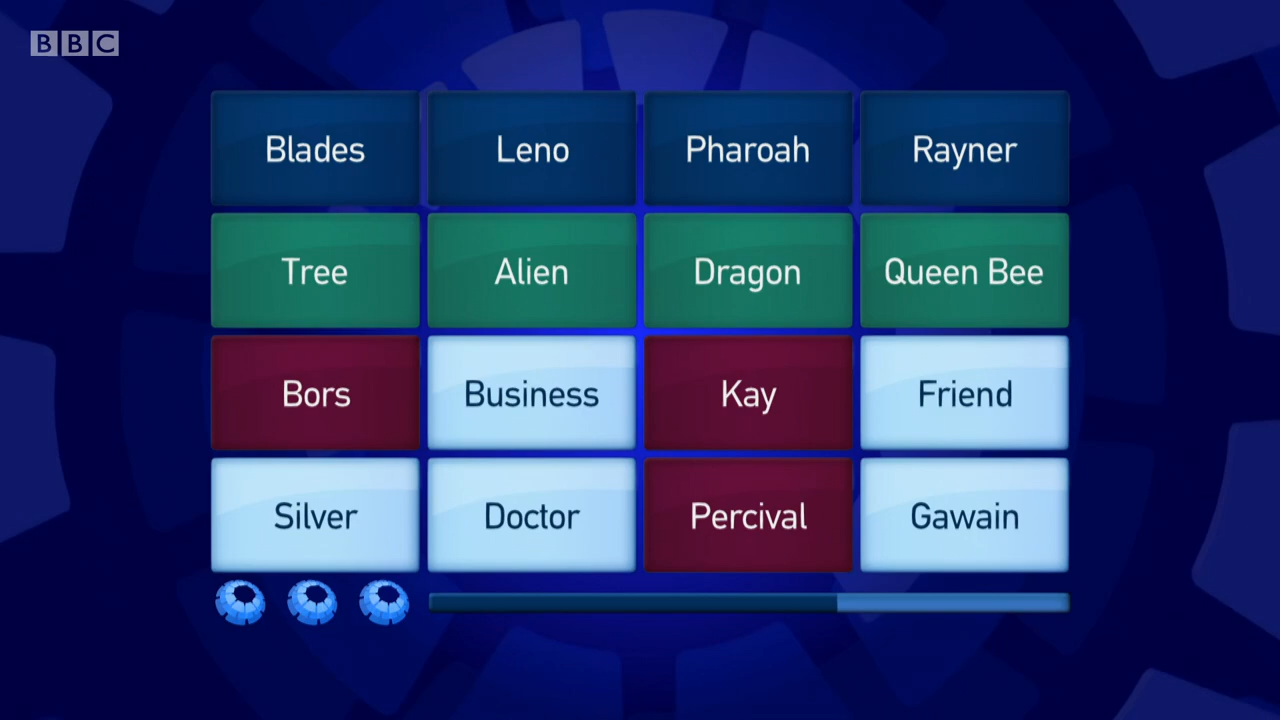 BBC
Blades Leno Pharoah Rayner
Tree Alien Dragon Queen Bee
Bors Business Kay Friend
Silver Doctor Percival Gawain